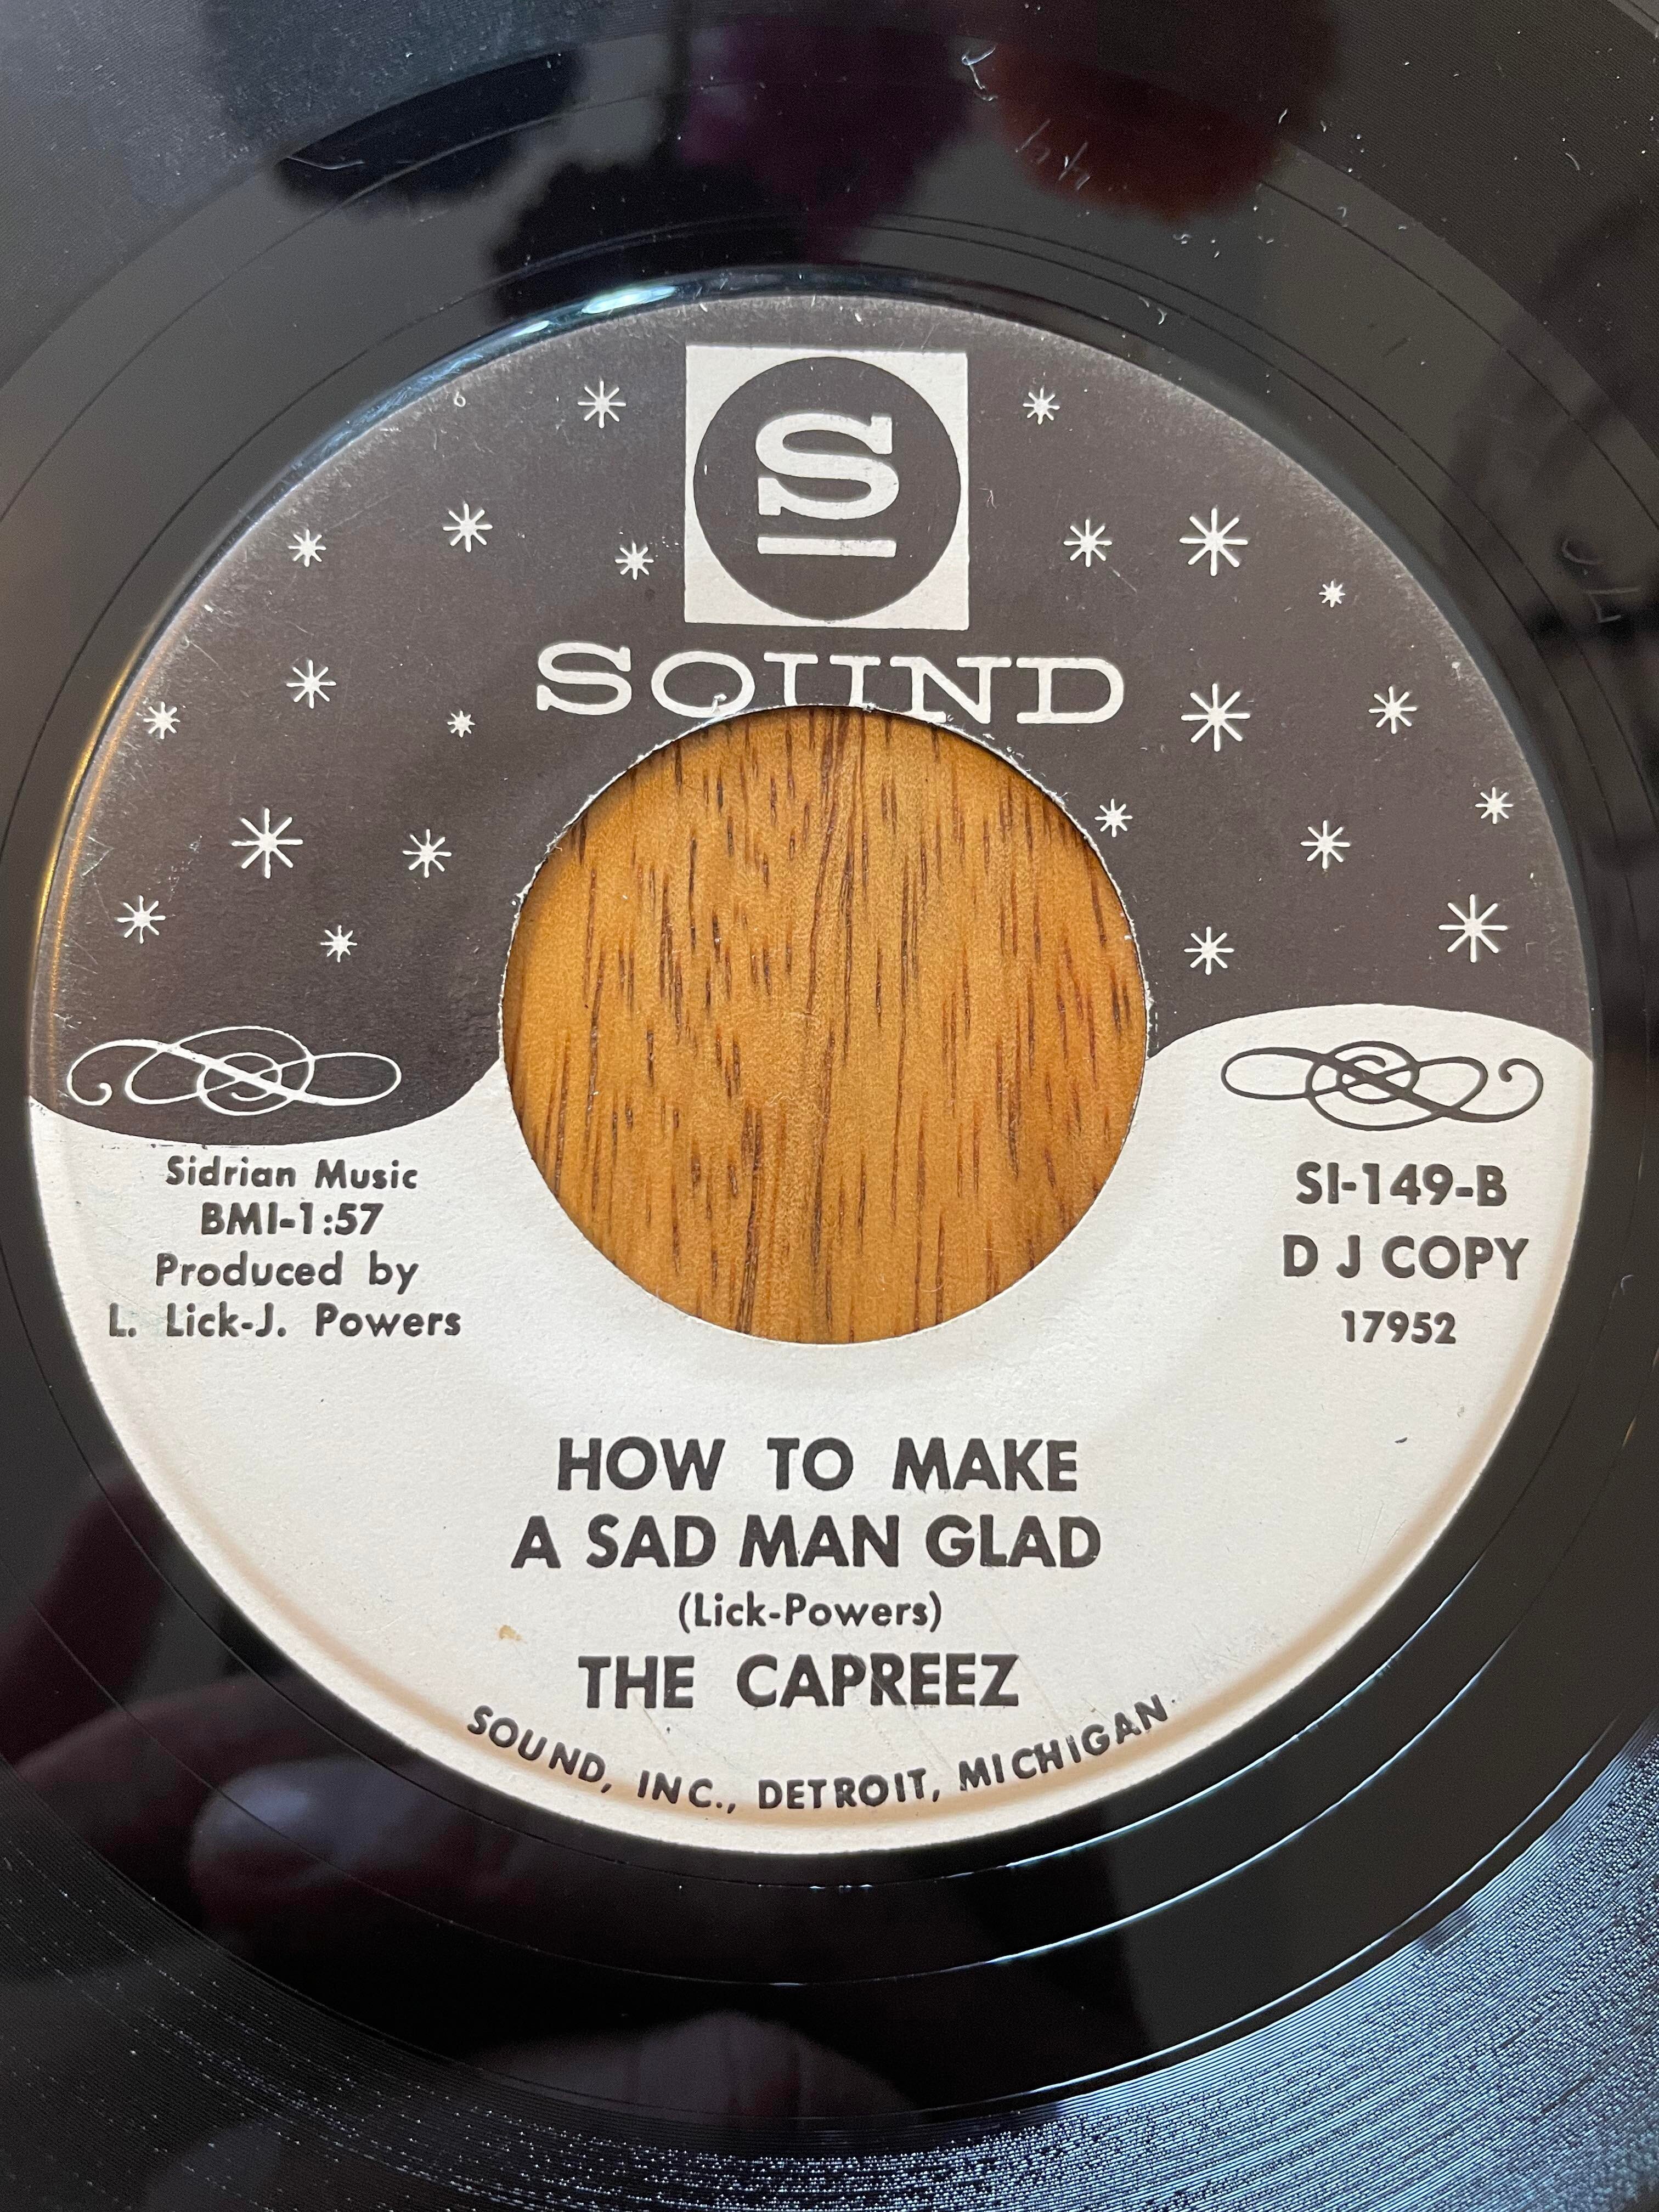 S
SOUND
Sidrian Music
BMI-1:57
Produced by
L. Lick-J. Powers
SI-149-B
D J COPY
17952
HOW TO MAKE
A SAD MAN GLAD
(Lick-Powers)
THE CAPREEZ
SOUND, INC., DETROIT, MICHIGAN